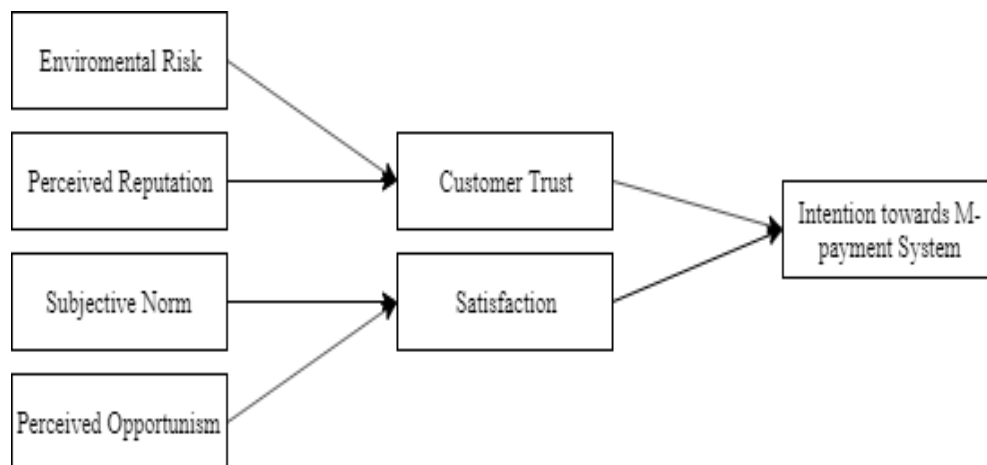 Enviromental Risk
Perceived Reputation
Subjective Norm
Perceived Opportunism
Customer Trust
Satisfaction
Intention towards M-
payment System